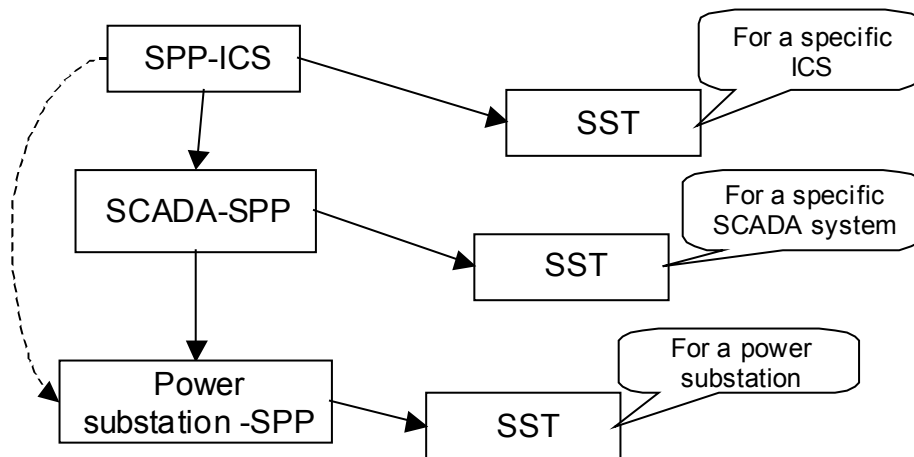 SPP-ICS
For a specific
ICS
SST
SCADA-SPP
For a specific
SCADA system
SST
Power
substation -SPP
For a power
substation
SST